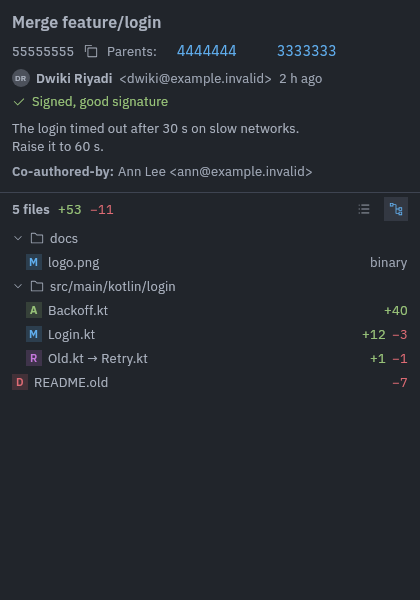 Merge feature/login
55555555 Parents: 4444444 3333333
DR Dwiki Riyadi <dwiki@example.invalid> 2 h ago
Signed, good signature
The login timed out after 30 s on slow networks.
Raise it to 60 s.
Co-authored-by: Ann Lee <ann@example.invalid>
5 files +53 −11
docs
M logo.png binary
src/main/kotlin/login
A Backoff.kt +40
M Login.kt +12 −3
R Old.kt → Retry.kt +1 −1
D README.old −7